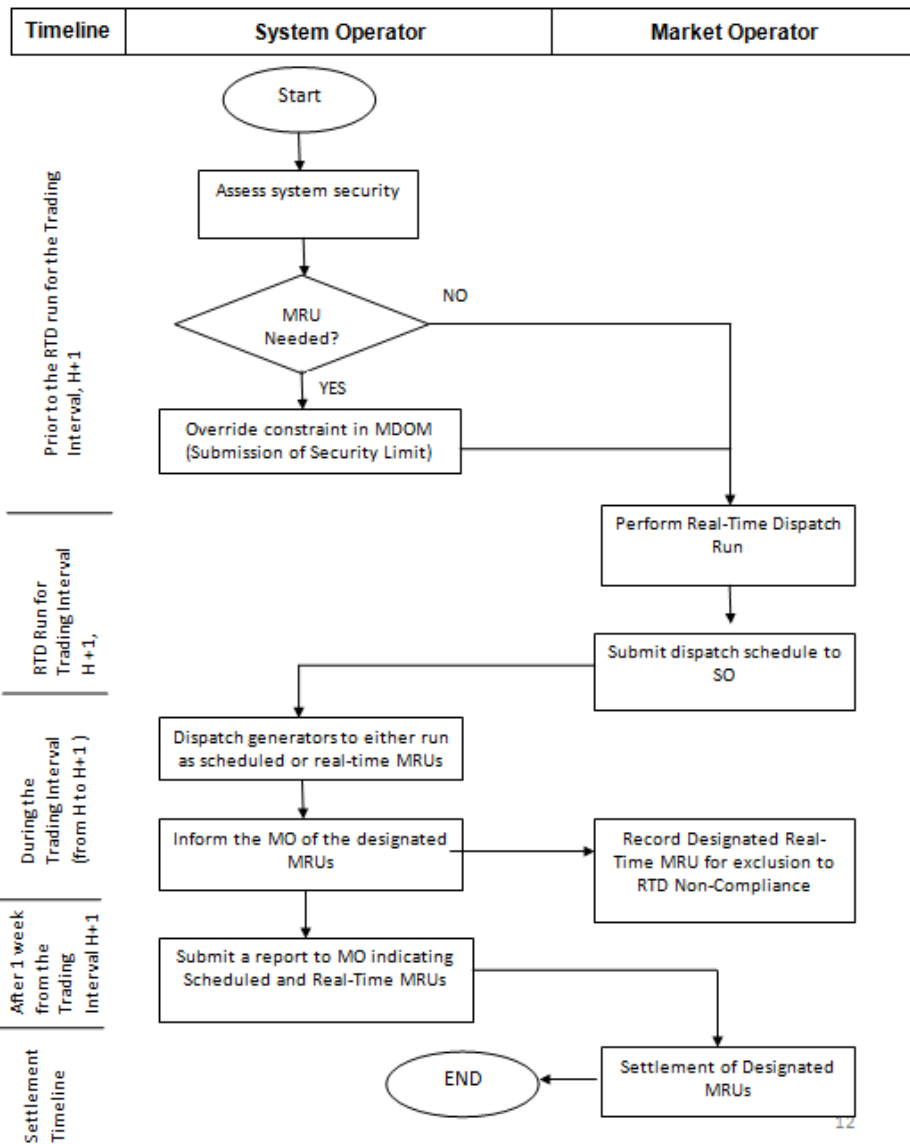 Timeline
System Operator
Market Operator
Start
Assess system security
MRU
Needed?
NO
YES
Override constraint in MDOM
(Submission of Security Limit)
Prior to the RTD run for the Trading
Interval, H+1
Perform Real-Time Dispatch
Run
RTD Run for
Trading Interval
H+1,
Submit dispatch schedule to
SO
Dispatch generators to either run
as scheduled or real-time MRUs
During the
Trading Interval
(from H to H+1 )
Inform the MO of the designated
MRUs
Record Designated Real-
Time MRU for exclusion to
RTD Non-Compliance
After 1 week
from the
Trading
Interval H+1
Submit a report to MO indicating
Scheduled and Real-Time MRUs
Settlement
Timeline
END
Settlement of Designated
MRUs
12